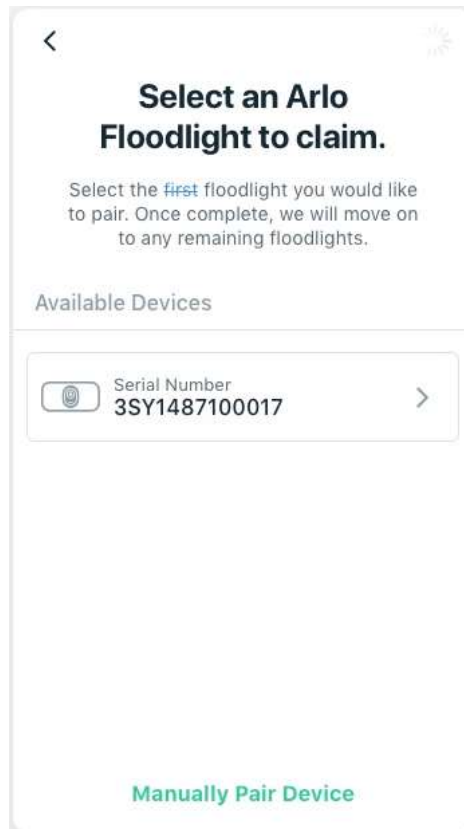 Select an Arlo
Floodlight to claim.
Select the first floodlight you would like
to pair. Once complete, we will move on
to any remaining floodlights.
Available Devices
Serial Number
3SY1487100017
Manually Pair Device